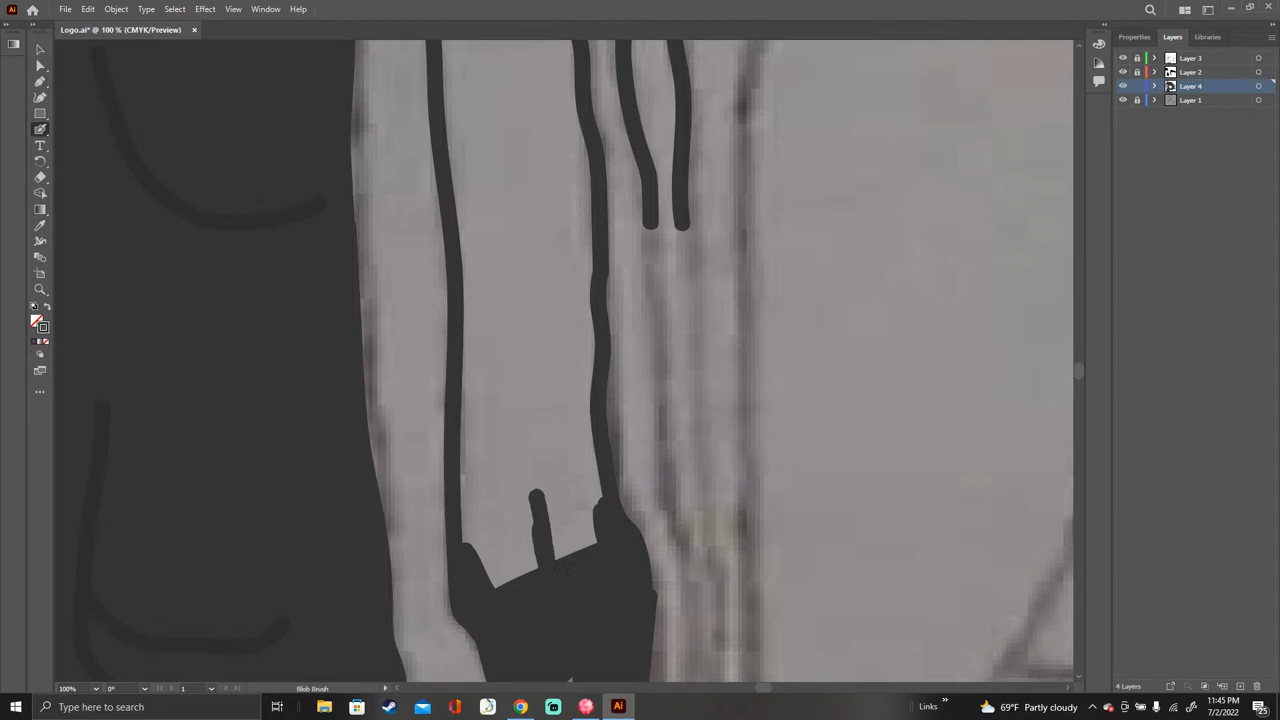 File Edit Object Type Select Effect View Window Help
Logo.ai* @ 100 % (CMYK/Preview) ×
Properties Layers Libraries
Layer 3
Layer 2
Layer 4
Layer 1
4 Layers
100% 0° 1 Blob Brush
Type here to search
Links
69°F Partly cloudy
11:45 PM
7/2/2022